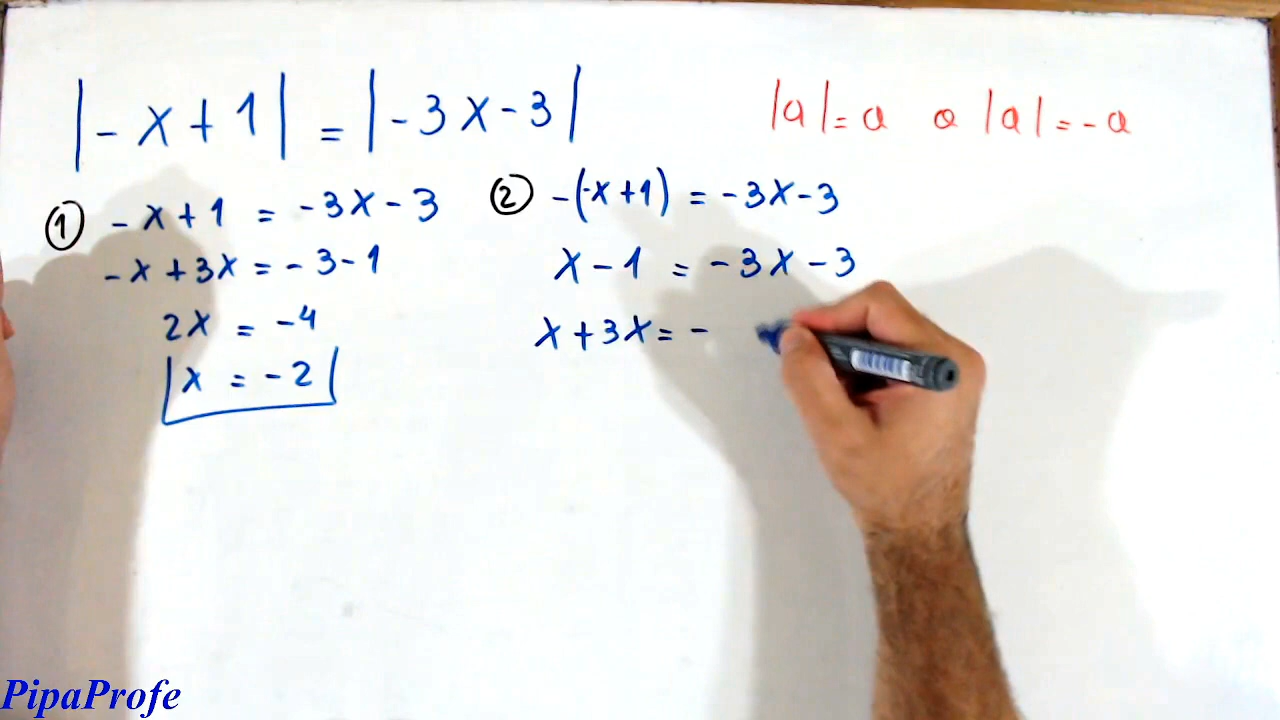 |-x+1| = |-3x-3|
|a|=a o |a|=-a
① -x+1 = -3x-3
-x+3x = -3-1
2x = -4
x = -2
② -(-x+1) = -3x-3
x-1 = -3x-3
x+3x = -
PipaProfe